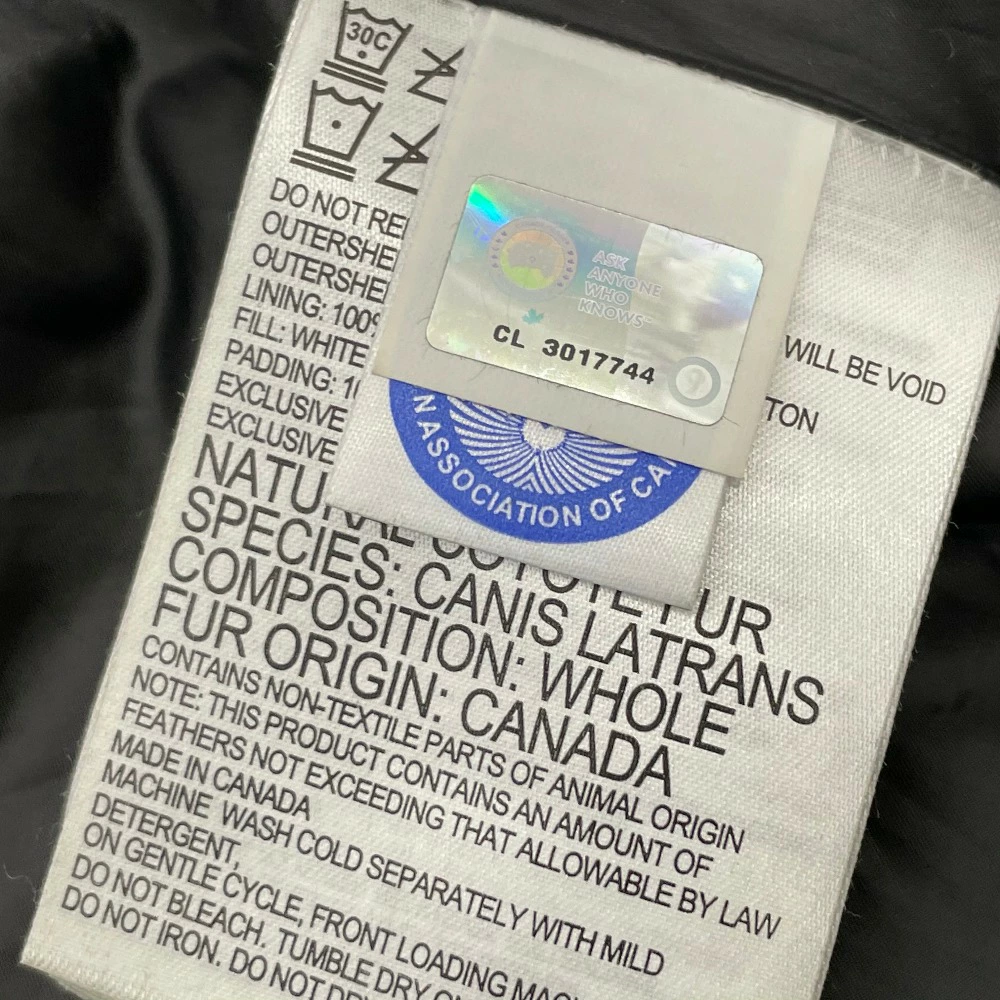 30C
DO NOT
OUTERSHE
OUTERSHE
LINING: 100%
FILL: WHITE
PADDING:
EXCLUSIVE
EXCLUSIVE
WILL BE VOID
TON
ASK
ANYONE
WHO
KNOWS™
CL 3017744
N ASSOCIATION OF CA
NATURAL COYOTE FUR
SPECIES: CANIS LATRANS
COMPOSITION: WHOLE
FUR ORIGIN: CANADA
CONTAINS NON-TEXTILE PARTS OF ANIMAL ORIGIN
NOTE: THIS PRODUCT CONTAINS AN AMOUNT OF
FEATHERS NOT EXCEEDING THAT ALLOWABLE BY LAW
MADE IN CANADA
MACHINE WASH COLD SEPARATELY WITH MILD
DETERGENT,
ON GENTLE CYCLE, FRONT LOADING MAC
DO NOT BLEACH. TUMBLE DRY
DO NOT IRON. DO NOT DRY